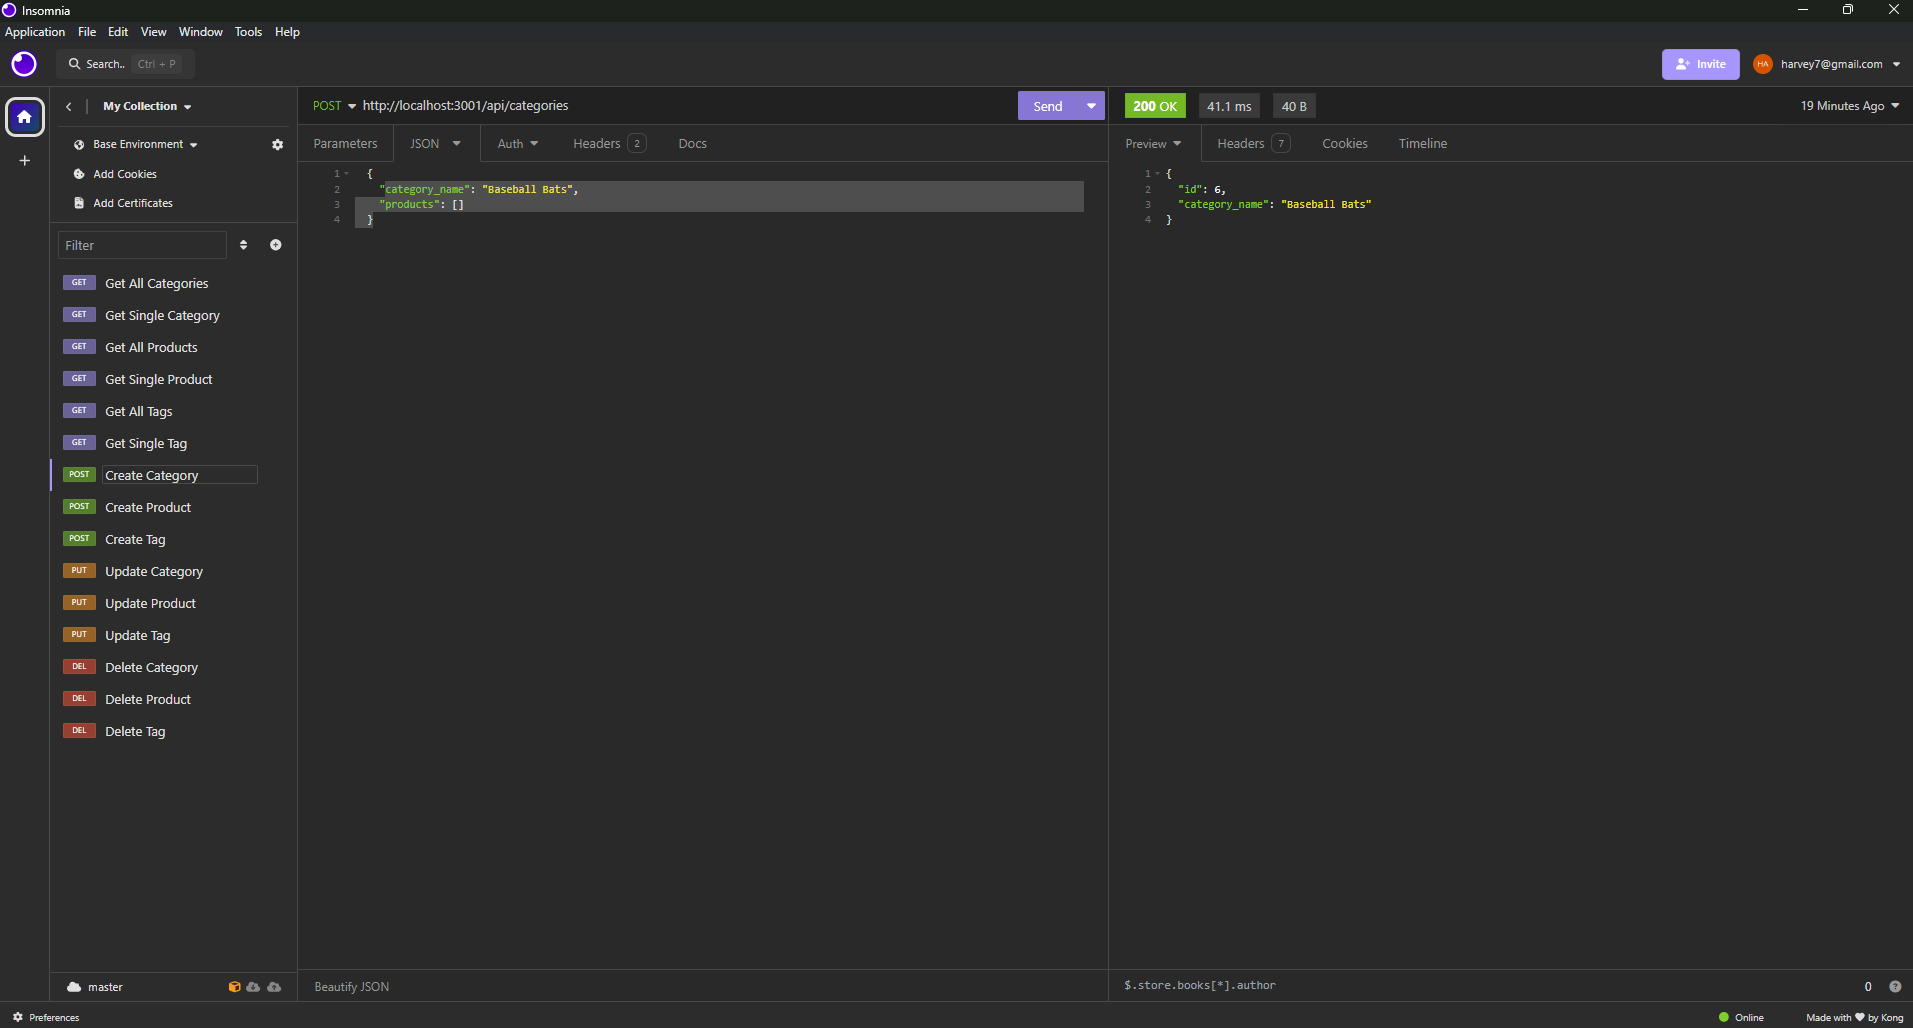 Insomnia
Application File Edit View Window Tools Help
Search.. Ctrl + P
Invite HA harvey7@gmail.com
My Collection
Base Environment
Add Cookies
Add Certificates
Filter
GET Get All Categories
GET Get Single Category
GET Get All Products
GET Get Single Product
GET Get All Tags
GET Get Single Tag
POST Create Category
POST Create Product
POST Create Tag
PUT Update Category
PUT Update Product
PUT Update Tag
DEL Delete Category
DEL Delete Product
DEL Delete Tag
master
POST http://localhost:3001/api/categories Send
Parameters JSON Auth Headers 2 Docs
1 {
2 "category_name": "Baseball Bats",
3 "products": []
4 }
Beautify JSON
200 OK 41.1 ms 40 B 19 Minutes Ago
Preview Headers 7 Cookies Timeline
1 {
2 "id": 6,
3 "category_name": "Baseball Bats"
4 }
$.store.books[*].author 0 ?
Preferences
Online Made with ♥ by Kong